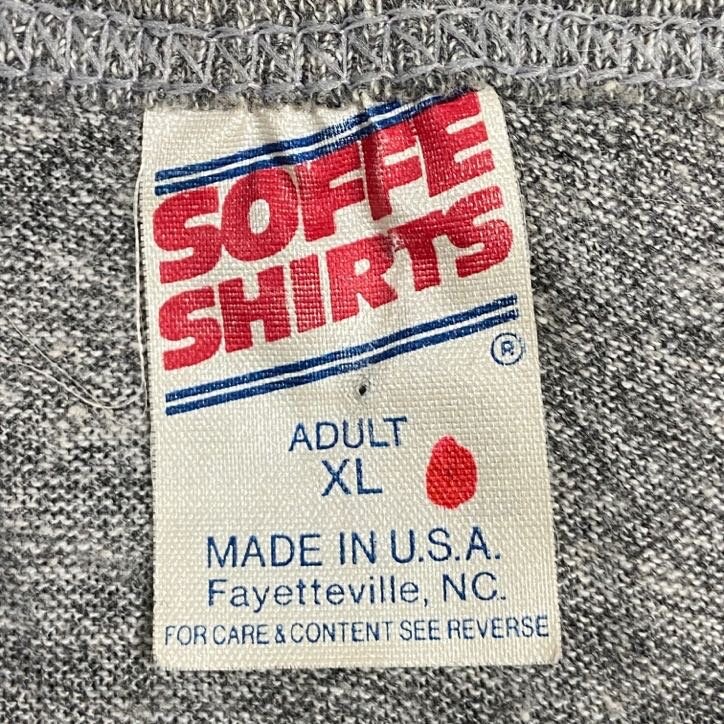 SOFFE
SHIRTS
®
ADULT
XL
MADE IN U.S.A.
Fayetteville, NC.
FOR CARE & CONTENT SEE REVERSE